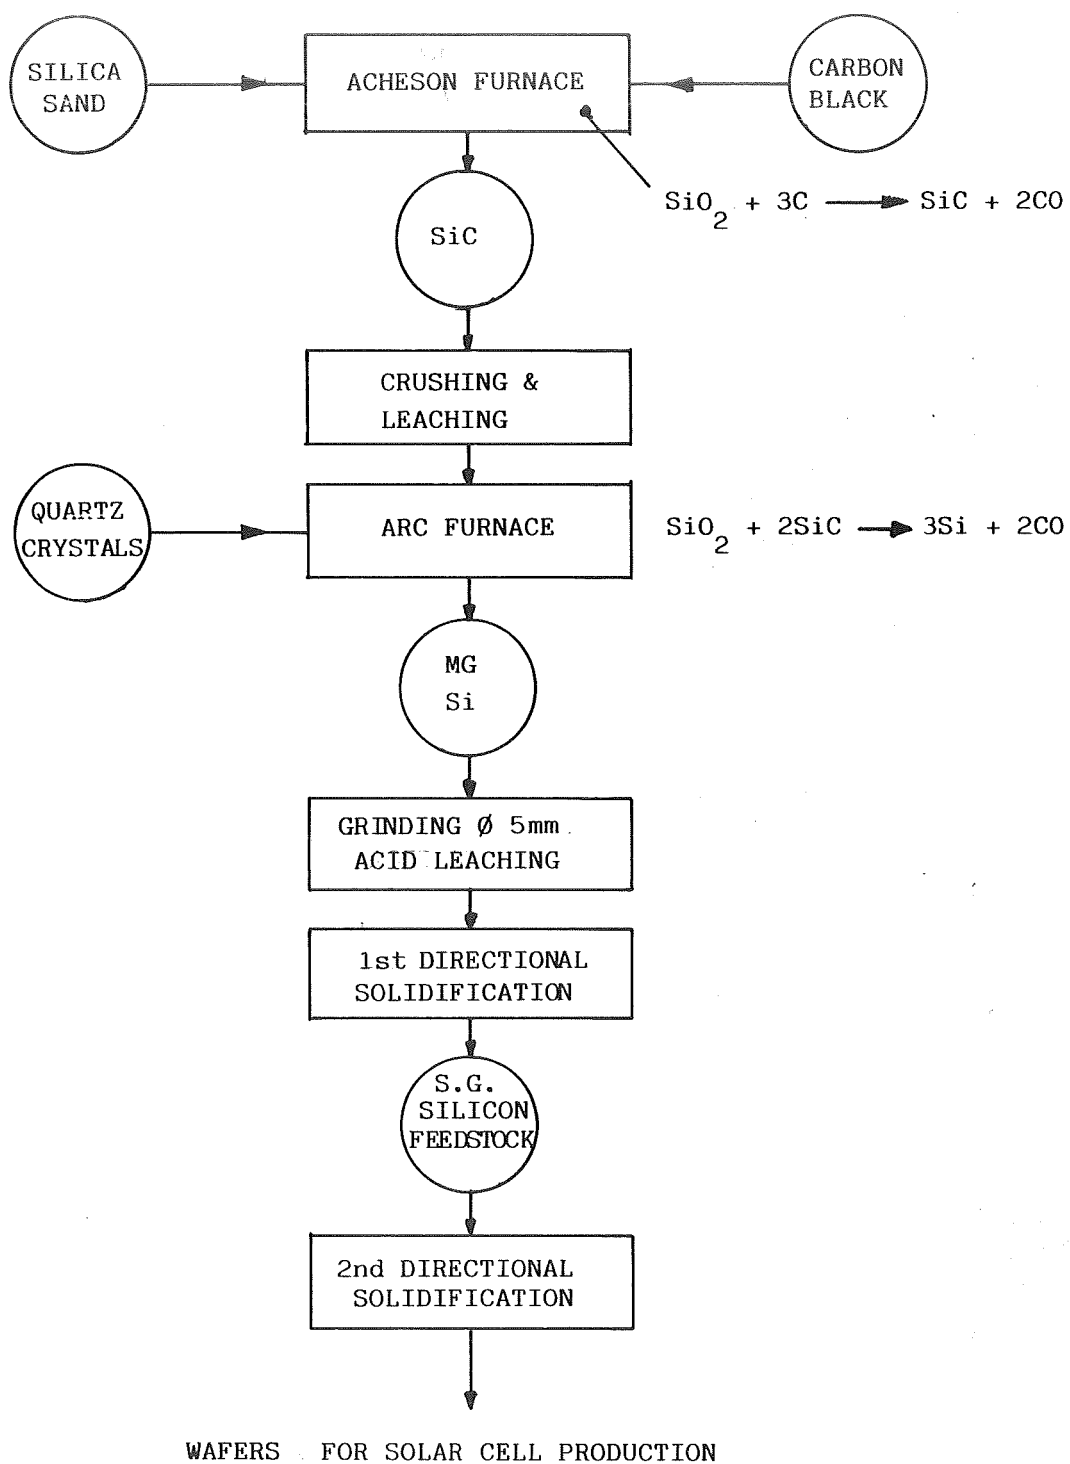 SILICA
SAND
ACHESON FURNACE
CARBON
BLACK
SiO2 + 3C → SiC + 2CO
SiC
CRUSHING &
LEACHING
QUARTZ
CRYSTALS
ARC FURNACE
SiO2 + 2SiC → 3Si + 2CO
MG
Si
GRINDING Ø 5mm
ACID LEACHING
1st DIRECTIONAL
SOLIDIFICATION
S.G.
SILICON
FEEDSTOCK
2nd DIRECTIONAL
SOLIDIFICATION
WAFERS FOR SOLAR CELL PRODUCTION